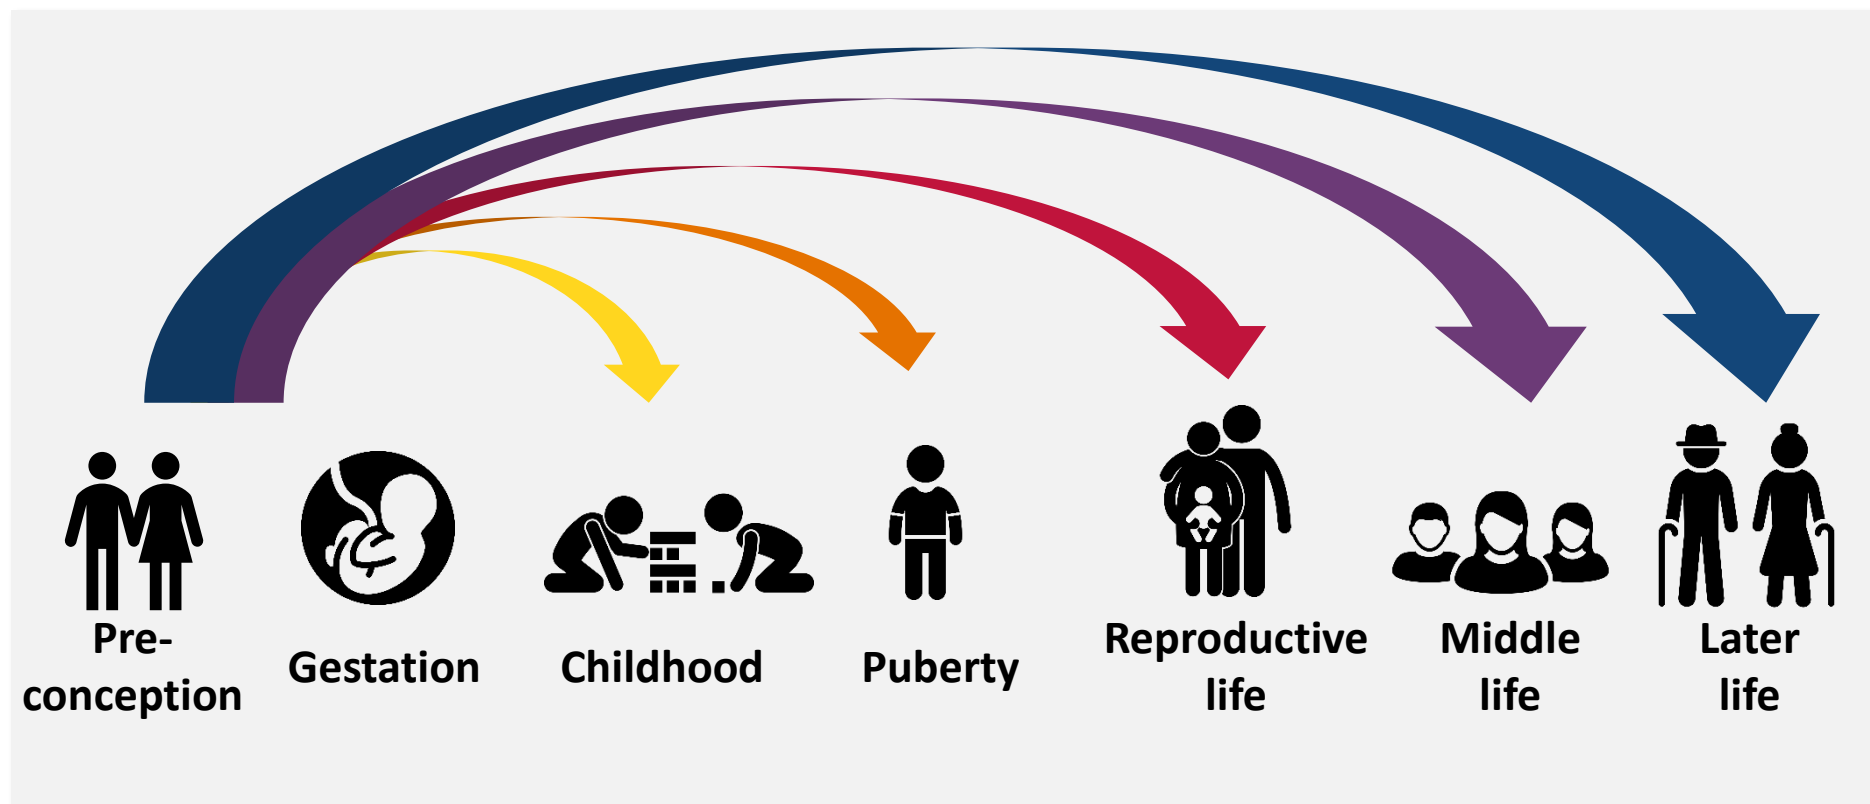 Pre-
conception
Gestation
Childhood
Puberty
Reproductive
life
Middle
life
Later
life